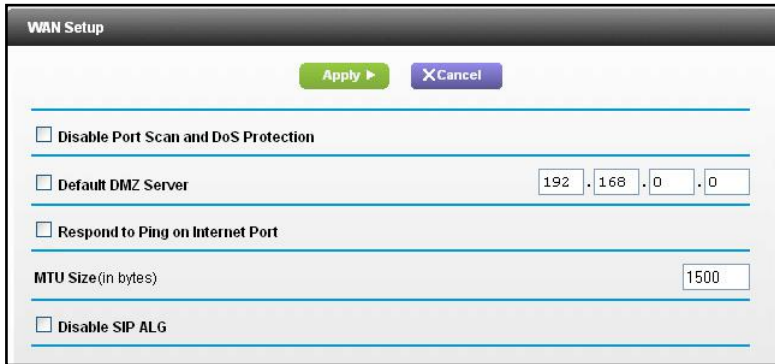 WAN Setup
Apply
XCancel
Disable Port Scan and DoS Protection
Default DMZ Server 192 . 168 . 0 . 0
Respond to Ping on Internet Port
MTU Size(in bytes) 1500
Disable SIP ALG